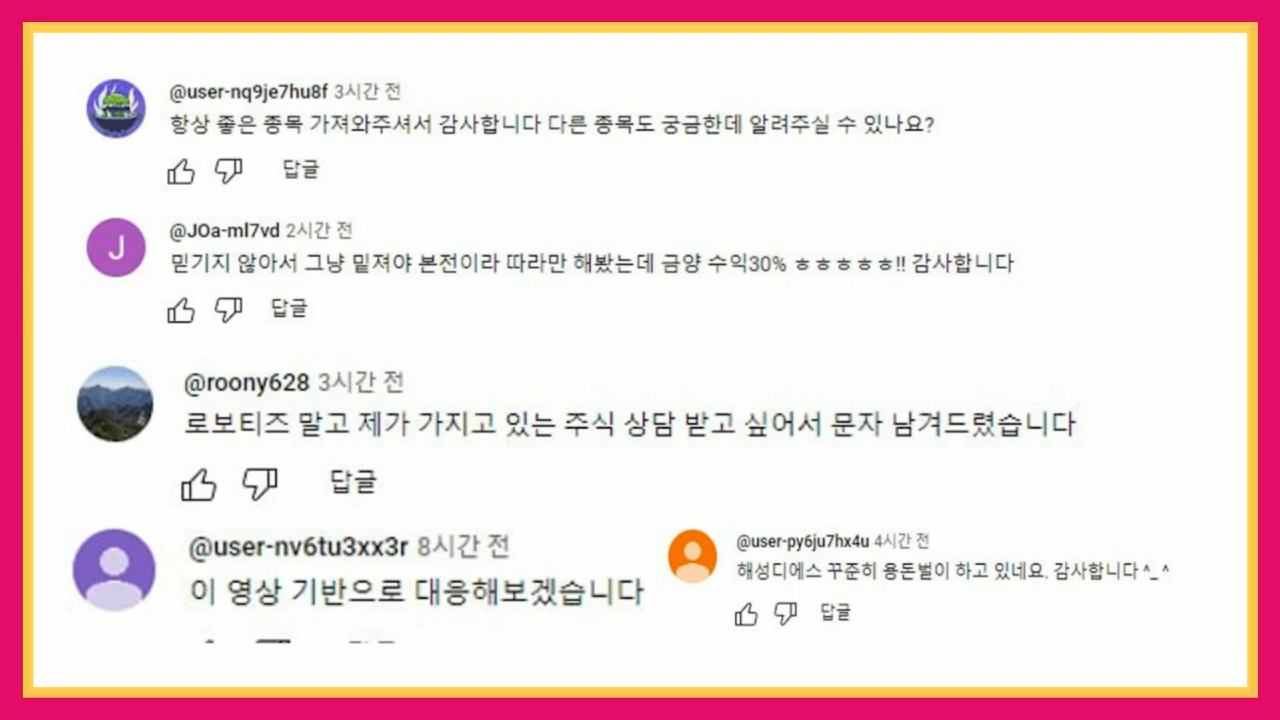 @user-nq9je7hu8f 3시간 전
항상 좋은 종목 가져와주셔서 감사합니다 다른 종목도 궁금한데 알려주실 수 있나요?
답글
J
@JOa-ml7vd 2시간 전
믿기지 않아서 그냥 밑져야 본전이라 따라만 해봤는데 금양 수익30% ㅎㅎㅎㅎㅎ!! 감사합니다
답글
@roony628 3시간 전
로보티즈 말고 제가 가지고 있는 주식 상담 받고 싶어서 문자 남겨드렸습니다
답글
@user-nv6tu3xx3r 8시간 전
이 영상 기반으로 대응해보겠습니다
@user-py6ju7hx4u 4시간 전
해성디에스 꾸준히 용돈벌이 하고 있네요. 감사합니다 ^_^
답글